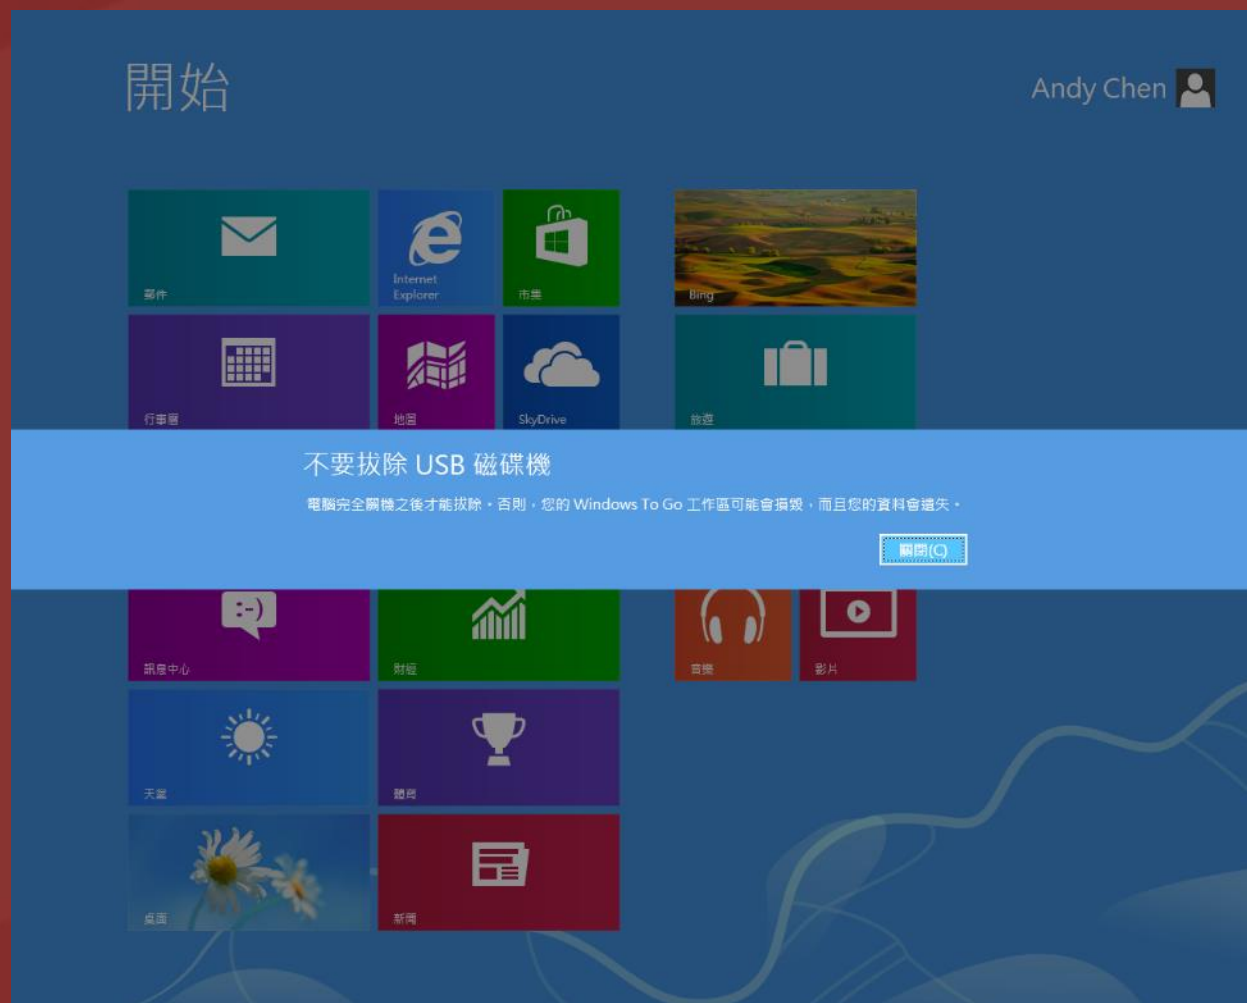 開始
Andy Chen
郵件
Internet
Explorer
市集
Bing
行事曆
地圖
SkyDrive
旅遊
不要拔除 USB 磁碟機
電腦完全關機之後才能拔除。否則，您的 Windows To Go 工作區可能會損毀，而且您的資料會遺失。
關閉(C)
:-)
訊息中心
財經
音樂
影片
天氣
體育
桌面
新聞